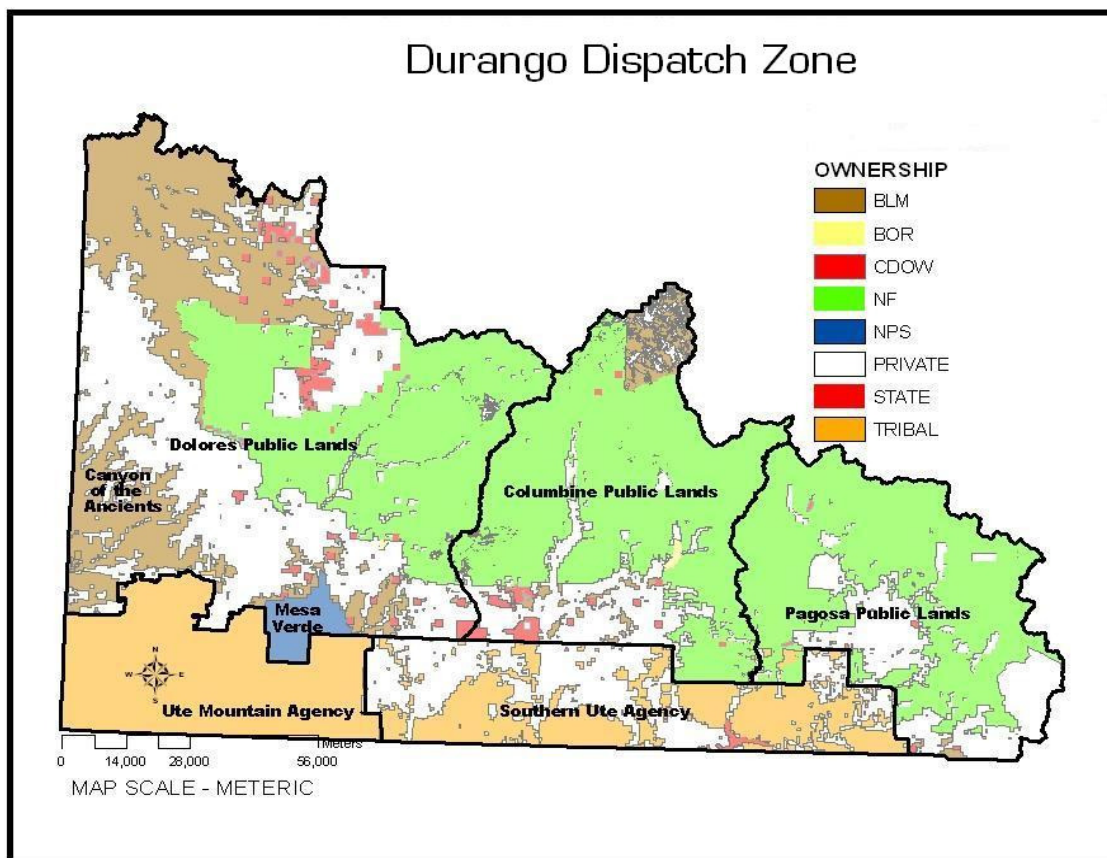 Durango Dispatch Zone
OWNERSHIP
BLM
BOR
CDOW
NF
NPS
PRIVATE
STATE
TRIBAL
Dolores Public Lands
Canyon
of the
Ancients
Columbine Public Lands
Pagosa Public Lands
Mesa
Verde
N
W E
S
Ute Mountain Agency
Southern Ute Agency
Meters
0 14,000 28,000 56,000
MAP SCALE - METERIC